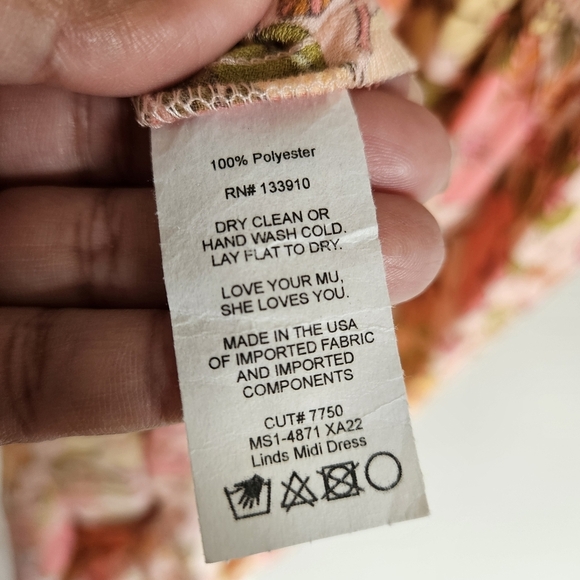 100% Polyester
RN# 133910
DRY CLEAN OR
HAND WASH COLD.
LAY FLAT TO DRY.
LOVE YOUR MU,
SHE LOVES YOU.
MADE IN THE USA
OF IMPORTED FABRIC
AND IMPORTED
COMPONENTS
CUT# 7750
MS1-4871 XA22
Linds Midi Dress